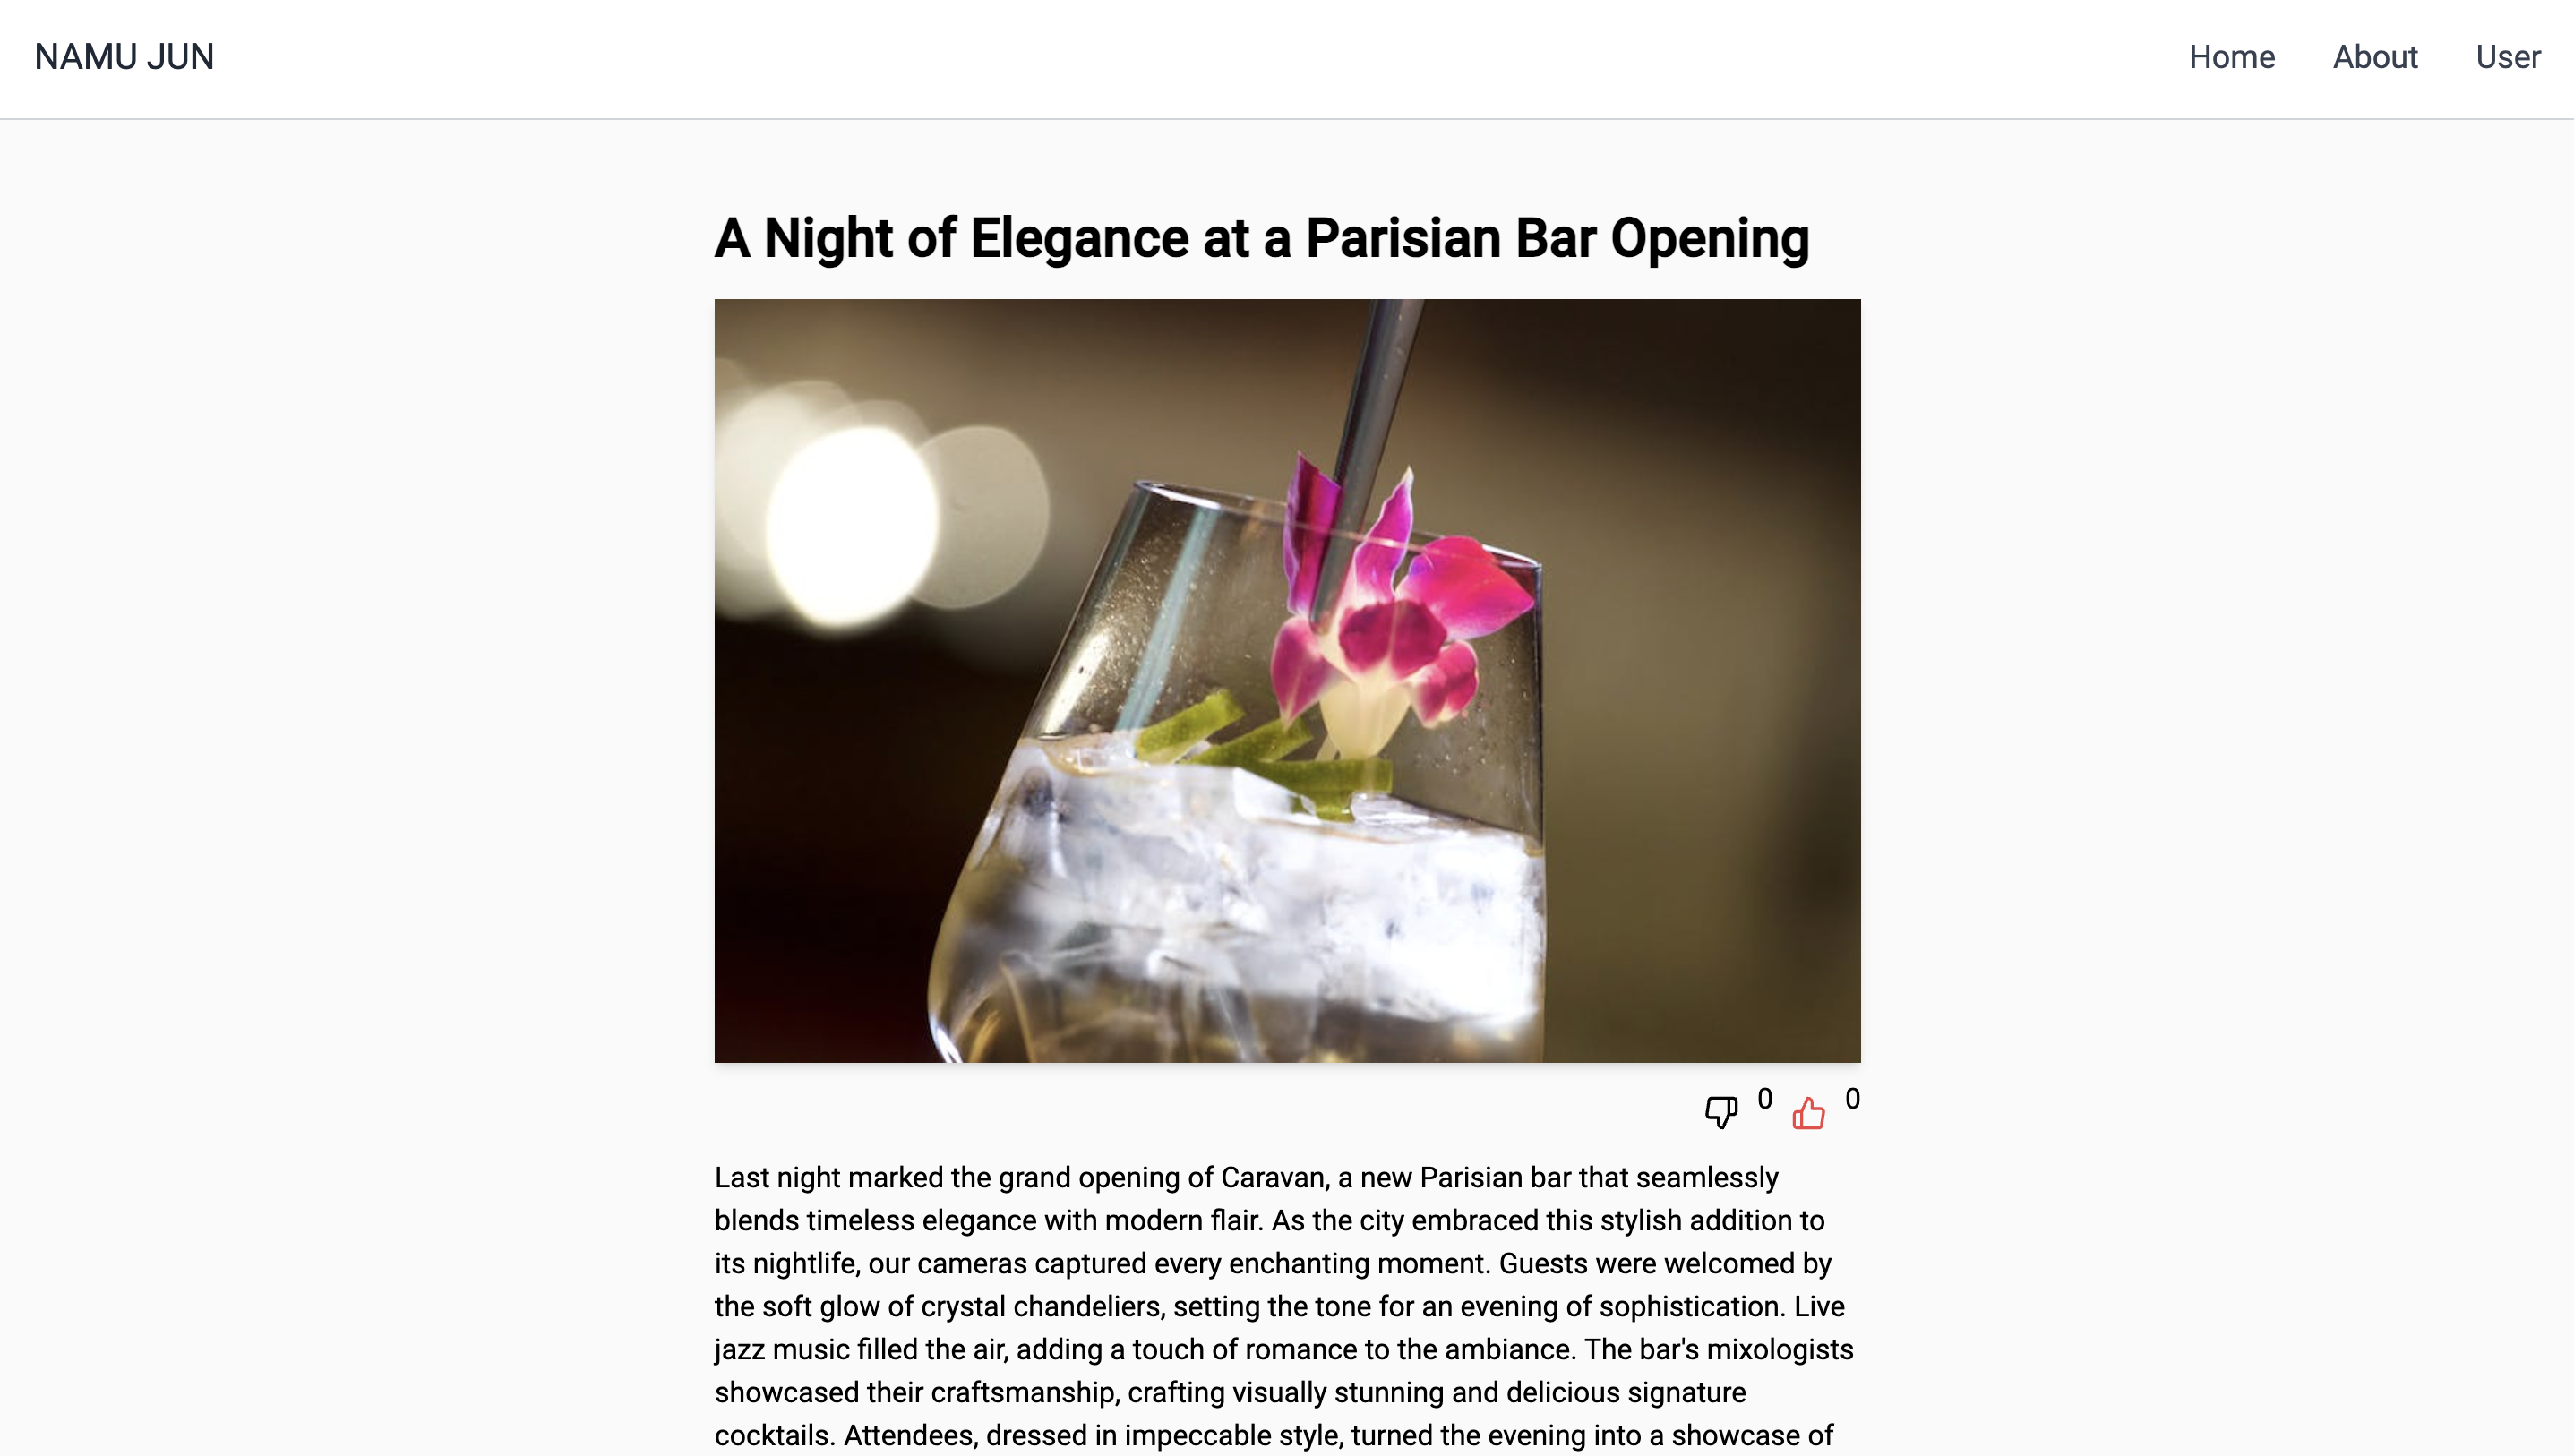 NAMU JUN
Home About User
A Night of Elegance at a Parisian Bar Opening
0 0
Last night marked the grand opening of Caravan, a new Parisian bar that seamlessly
blends timeless elegance with modern flair. As the city embraced this stylish addition to
its nightlife, our cameras captured every enchanting moment. Guests were welcomed by
the soft glow of crystal chandeliers, setting the tone for an evening of sophistication. Live
jazz music filled the air, adding a touch of romance to the ambiance. The bar's mixologists
showcased their craftsmanship, crafting visually stunning and delicious signature
cocktails. Attendees, dressed in impeccable style, turned the evening into a showcase of